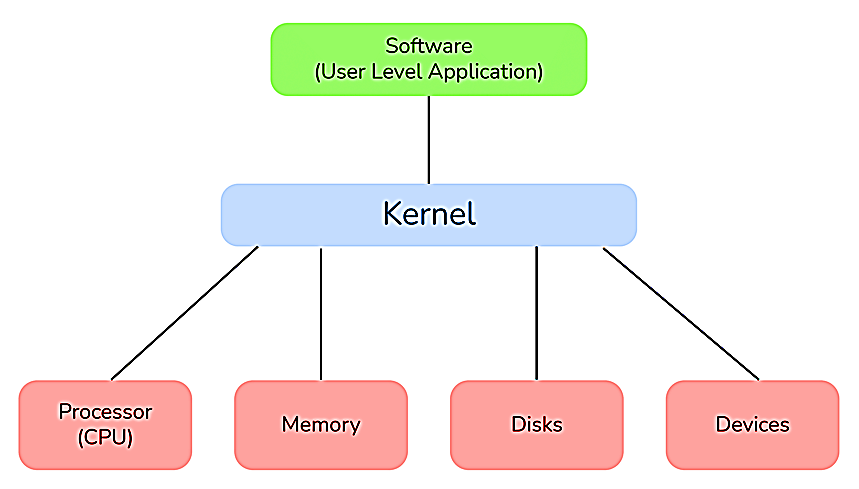 Software
(User Level Application)
Kernel
Processor
(CPU)
Memory
Disks
Devices